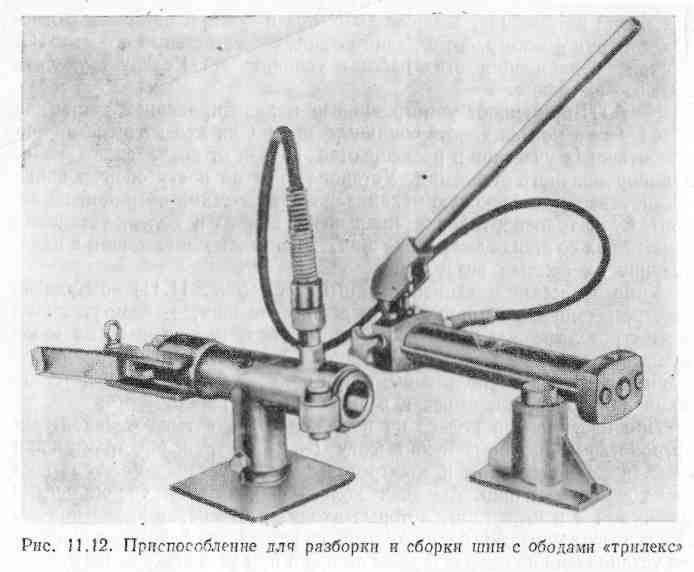 Рис. 11.12. Приспособление для разборки и сборки шин с ободами «трилекс»